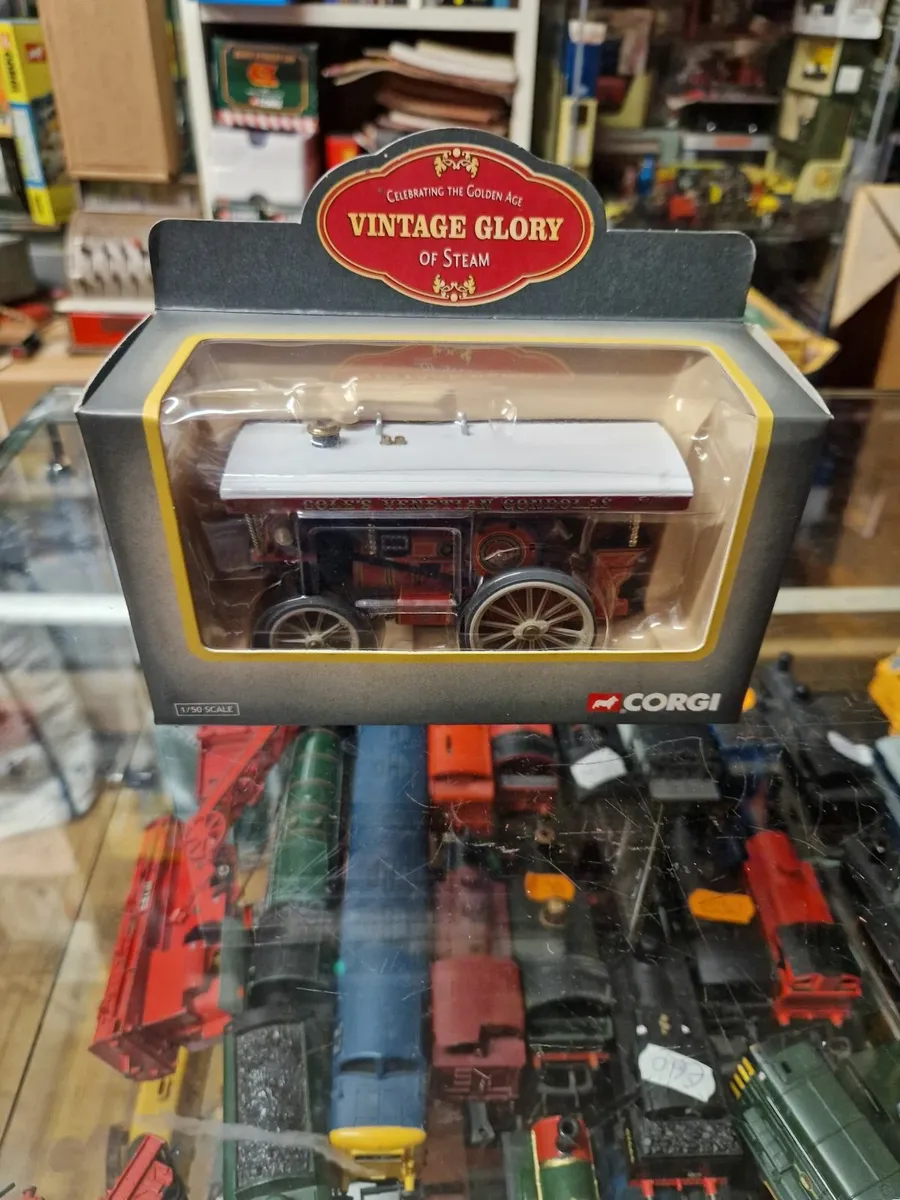 CELEBRATING THE GOLDEN AGE
VINTAGE GLORY
OF STEAM
COLE'S VENETIAN GONDOLAS
1/50 SCALE
CORGI